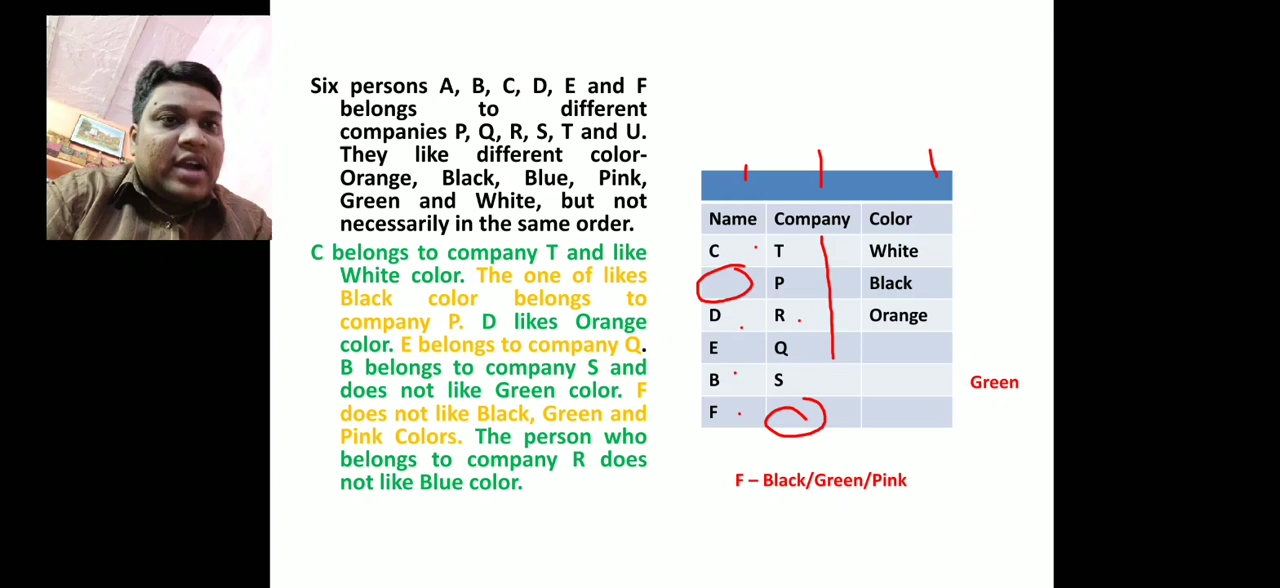 Six persons A, B, C, D, E and F
belongs to different
companies P, Q, R, S, T and U.
They like different color-
Orange, Black, Blue, Pink,
Green and White, but not
necessarily in the same order.
C belongs to company T and like
White color. The one of likes
Black color belongs to
company P. D likes Orange
color. E belongs to company Q.
B belongs to company S and
does not like Green color. F
does not like Black, Green and
Pink Colors. The person who
belongs to company R does
not like Blue color.
Name Company Color
C T White
P Black
D R Orange
E Q
B S
F
Green
F – Black/Green/Pink